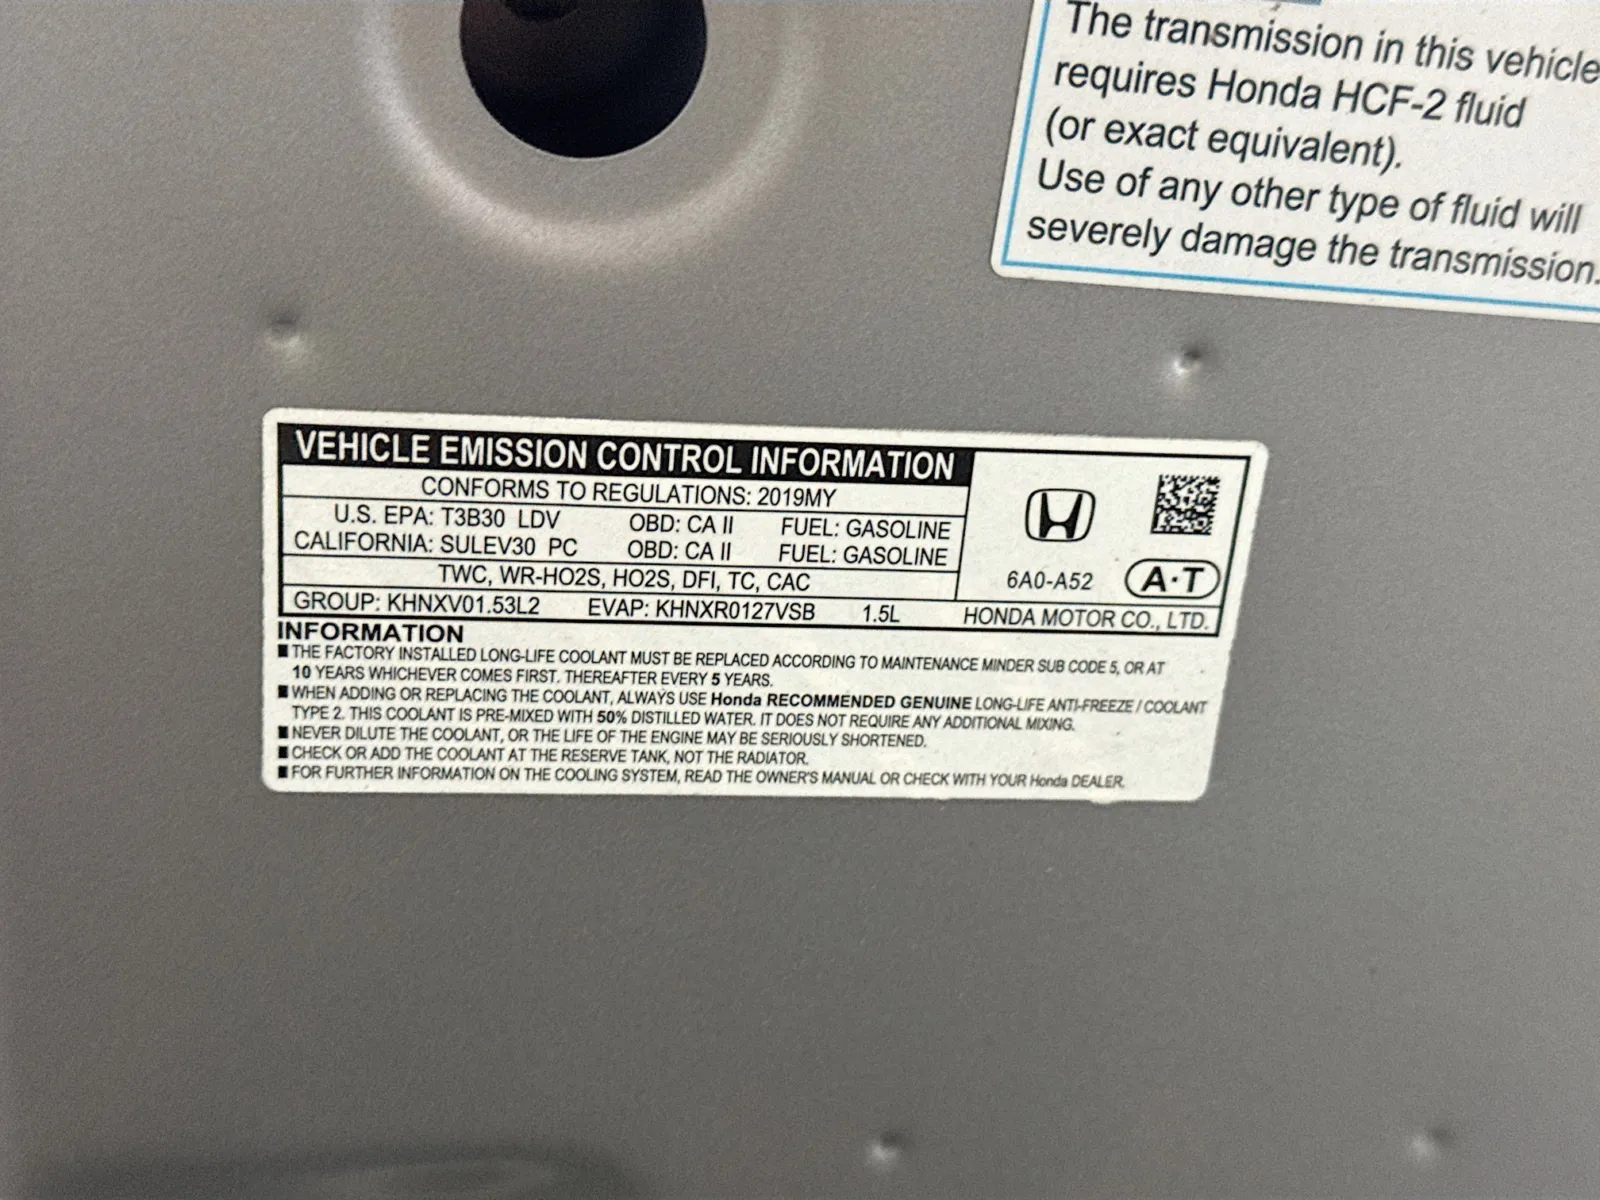 The transmission in this vehicle
requires Honda HCF-2 fluid
(or exact equivalent).
Use of any other type of fluid will
severely damage the transmission.
VEHICLE EMISSION CONTROL INFORMATION
CONFORMS TO REGULATIONS: 2019MY
U.S. EPA: T3B30 LDV OBD: CA II FUEL: GASOLINE
CALIFORNIA: SULEV30 PC OBD: CA II FUEL: GASOLINE
TWC, WR-HO2S, HO2S, DFI, TC, CAC
6A0-A52 A·T
GROUP: KHNXV01.53L2 EVAP: KHNXR0127VSB 1.5L HONDA MOTOR CO., LTD.
INFORMATION
■ THE FACTORY INSTALLED LONG-LIFE COOLANT MUST BE REPLACED ACCORDING TO MAINTENANCE MINDER SUB CODE 5, OR AT
10 YEARS WHICHEVER COMES FIRST. THEREAFTER EVERY 5 YEARS.
■ WHEN ADDING OR REPLACING THE COOLANT, ALWAYS USE Honda RECOMMENDED GENUINE LONG-LIFE ANTI-FREEZE / COOLANT
TYPE 2. THIS COOLANT IS PRE-MIXED WITH 50% DISTILLED WATER. IT DOES NOT REQUIRE ANY ADDITIONAL MIXING.
■ NEVER DILUTE THE COOLANT, OR THE LIFE OF THE ENGINE MAY BE SERIOUSLY SHORTENED.
■ CHECK OR ADD THE COOLANT AT THE RESERVE TANK, NOT THE RADIATOR.
■ FOR FURTHER INFORMATION ON THE COOLING SYSTEM, READ THE OWNER'S MANUAL OR CHECK WITH YOUR Honda DEALER.